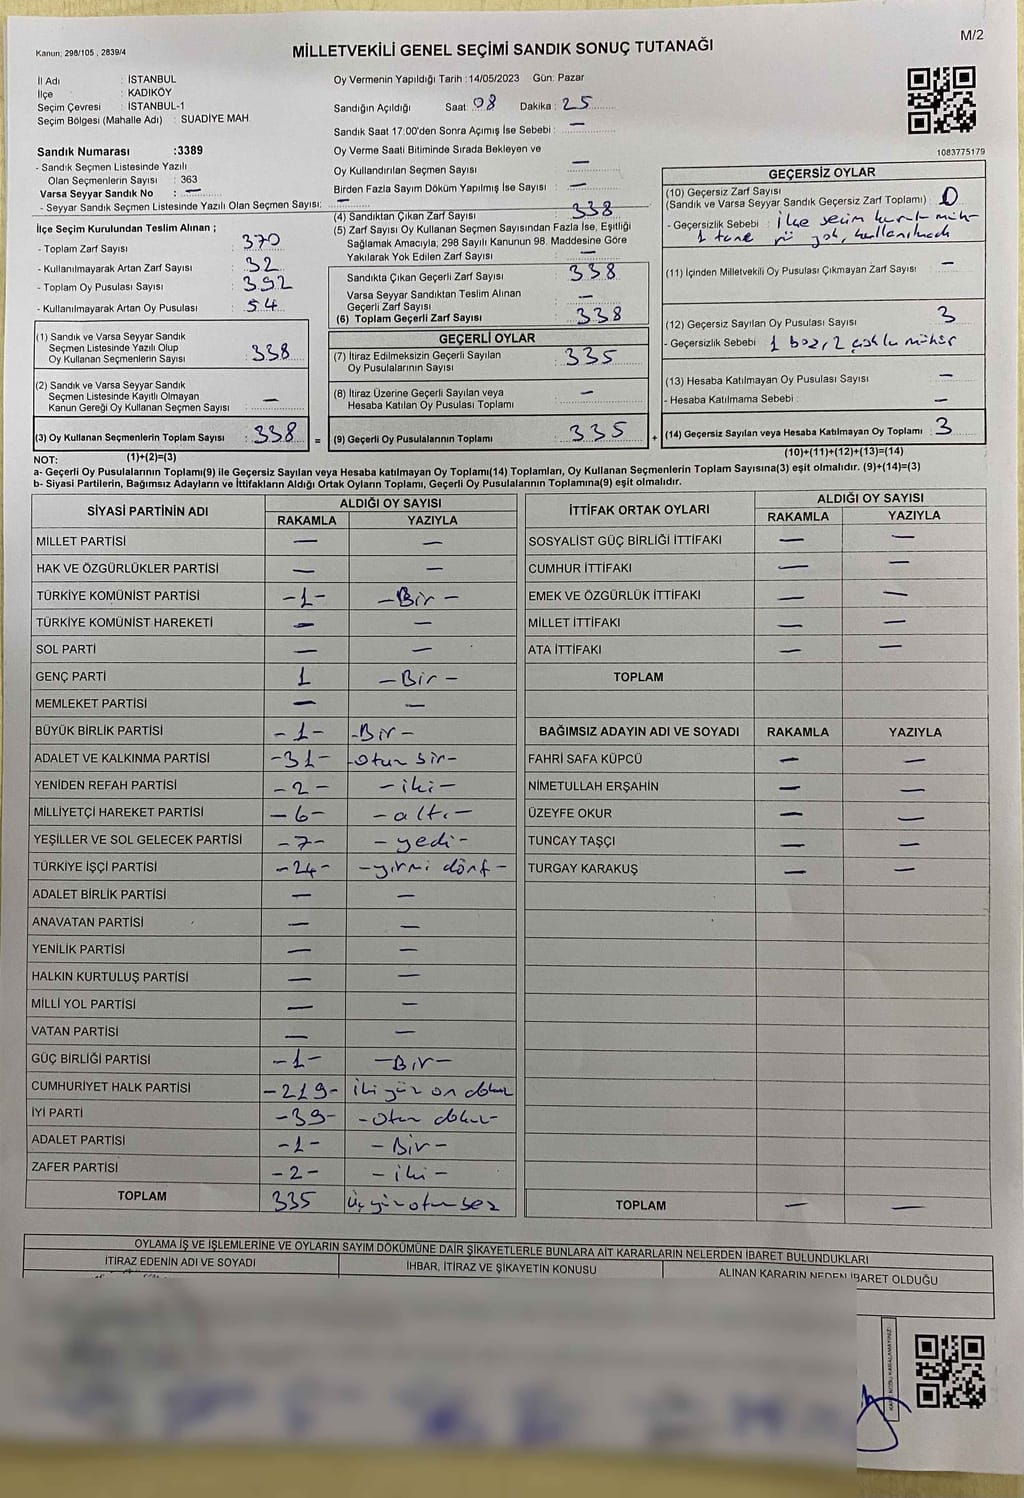 Kanun; 298/105 , 2839/4
MİLLETVEKİLİ GENEL SEÇİMİ SANDIK SONUÇ TUTANAĞI
M/2
İl Adı : İSTANBUL
İlçe : KADIKÖY
Seçim Çevresi : İSTANBUL-1
Seçim Bölgesi (Mahalle Adı) : SUADİYE MAH.
Sandık Numarası :3389
- Sandık Seçmen Listesinde Yazılı
Olan Seçmenlerin Sayısı : 363
Varsa Seyyar Sandık No : —
- Seyyar Sandık Seçmen Listesinde Yazılı Olan Seçmen Sayısı: —
Oy Vermenin Yapıldığı Tarih :14/05/2023 Gün: Pazar
Sandığın Açıldığı Saat: 08 Dakika : 25
Sandık Saat 17:00'den Sonra Açımış İse Sebebi : —
Oy Verme Saati Bitiminde Sırada Bekleyen ve
Oy Kullandırılan Seçmen Sayısı : —
Birden Fazla Sayım Döküm Yapılmış İse Sayısı : —
1083775179
İlçe Seçim Kurulundan Teslim Alınan ;
- Toplam Zarf Sayısı : 370
- Kullanılmayarak Artan Zarf Sayısı : 32
- Toplam Oy Pusulası Sayısı : 392
- Kullanılmayarak Artan Oy Pusulası : 54
(1) Sandık ve Varsa Seyyar Sandık
Seçmen Listesinde Yazılı Olup
Oy Kullanan Seçmenlerin Sayısı : 338
(2) Sandık ve Varsa Seyyar Sandık
Seçmen Listesinde Kayıtlı Olmayan
Kanun Gereği Oy Kullanan Seçmen Sayısı : —
(3) Oy Kullanan Seçmenlerin Toplam Sayısı : 338 =
(4) Sandıktan Çıkan Zarf Sayısı : 338
(5) Zarf Sayısı Oy Kullanan Seçmen Sayısından Fazla İse, Eşitliği
Sağlamak Amacıyla, 298 Sayılı Kanunun 98. Maddesine Göre
Yakılarak Yok Edilen Zarf Sayısı : —
Sandıkta Çıkan Geçerli Zarf Sayısı : 338
Varsa Seyyar Sandıktan Teslim Alınan
Geçerli Zarf Sayısı : —
(6) Toplam Geçerli Zarf Sayısı : 338
GEÇERLİ OYLAR
(7) İtiraz Edilmeksizin Geçerli Sayılan
Oy Pusulalarının Sayısı : 335
(8) İtiraz Üzerine Geçerli Sayılan veya
Hesaba Katılan Oy Pusulası Toplamı : —
(9) Geçerli Oy Pusulalarının Toplamı : 335 +
GEÇERSİZ OYLAR
(10) Geçersiz Zarf Sayısı
(Sandık ve Varsa Seyyar Sandık Geçersiz Zarf Toplamı) : 0
- Geçersizlik Sebebi : ilçe seçim kurulu mühr
1 tane yok, kullanılmadı
(11) İçinden Milletvekili Oy Pusulası Çıkmayan Zarf Sayısı : —
(12) Geçersiz Sayılan Oy Pusulası Sayısı : 3
- Geçersizlik Sebebi : 1 boş, 2 çoklu mühür
(13) Hesaba Katılmayan Oy Pusulası Sayısı : —
- Hesaba Katılmama Sebebi : —
(14) Geçersiz Sayılan veya Hesaba Katılmayan Oy Toplamı : 3
NOT: (1)+(2)=(3)
(10)+(11)+(12)+(13)=(14)
a- Geçerli Oy Pusulalarının Toplamı(9) ile Geçersiz Sayılan veya Hesaba katılmayan Oy Toplamı(14) Toplamları, Oy Kullanan Seçmenlerin Toplam Sayısına(3) eşit olmalıdır. (9)+(14)=(3)
b- Siyasi Partilerin, Bağımsız Adayların ve İttifakların Aldığı Ortak Oyların Toplamı, Geçerli Oy Pusulalarının Toplamına(9) eşit olmalıdır.
SİYASİ PARTİNİN ADI ALDIĞI OY SAYISI
RAKAMLA YAZIYLA
MİLLET PARTİSİ — —
HAK VE ÖZGÜRLÜKLER PARTİSİ — —
TÜRKİYE KOMÜNİST PARTİSİ -1- -Bir-
TÜRKİYE KOMÜNİST HAREKETİ — —
SOL PARTİ — —
GENÇ PARTİ 1 -Bir-
MEMLEKET PARTİSİ — —
BÜYÜK BİRLİK PARTİSİ -1- -Bir-
ADALET VE KALKINMA PARTİSİ -31- -otuz bir-
YENİDEN REFAH PARTİSİ -2- -iki-
MİLLİYETÇİ HAREKET PARTİSİ -6- -altı-
YEŞİLLER VE SOL GELECEK PARTİSİ -7- -yedi-
TÜRKİYE İŞÇİ PARTİSİ -24- -yirmi dört-
ADALET BİRLİK PARTİSİ — —
ANAVATAN PARTİSİ — —
YENİLİK PARTİSİ — —
HALKIN KURTULUŞ PARTİSİ — —
MİLLİ YOL PARTİSİ — —
VATAN PARTİSİ — —
GÜÇ BİRLİĞİ PARTİSİ -1- -Bir-
CUMHURİYET HALK PARTİSİ -219- iki yüz on dokuz
İYİ PARTİ -39- -otuz dokuz-
ADALET PARTİSİ -1- -Bir-
ZAFER PARTİSİ -2- -iki-
TOPLAM 335 üç yüz otuz beş
İTTİFAK ORTAK OYLARI ALDIĞI OY SAYISI
RAKAMLA YAZIYLA
SOSYALİST GÜÇ BİRLİĞİ İTTİFAKI — —
CUMHUR İTTİFAKI — —
EMEK VE ÖZGÜRLÜK İTTİFAKI — —
MİLLET İTTİFAKI — —
ATA İTTİFAKI — —
TOPLAM
BAĞIMSIZ ADAYIN ADI VE SOYADI RAKAMLA YAZIYLA
FAHRİ SAFA KÜPCÜ — —
NİMETULLAH ERŞAHİN — —
ÜZEYFE OKUR — —
TUNCAY TAŞÇI — —
TURGAY KARAKUŞ — —
TOPLAM — —
OYLAMA İŞ VE İŞLEMLERİNE VE OYLARIN SAYIM DÖKÜMÜNE DAİR ŞİKAYETLERLE BUNLARA AİT KARARLARIN NELERDEN İBARET BULUNDUKLARI
İTİRAZ EDENİN ADI VE SOYADI İHBAR, İTİRAZ VE ŞİKAYETİN KONUSU ALINAN KARARIN NEDEN İBARET OLDUĞU